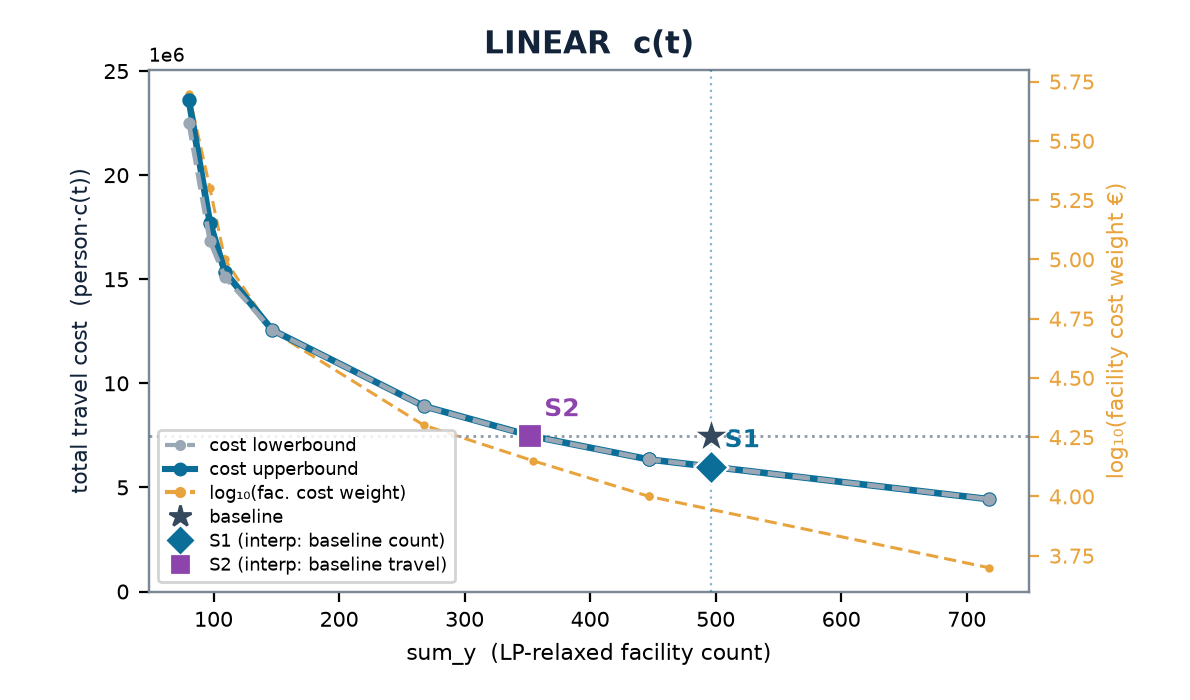 LINEAR  c(t)
1e6
25
20
15
10
5
0
total travel cost  (person·c(t))
5.75
5.50
5.25
5.00
4.75
4.50
4.25
4.00
3.75
log₁₀(facility cost weight €)
S2
S1
cost lowerbound
cost upperbound
log₁₀(fac. cost weight)
baseline
S1 (interp: baseline count)
S2 (interp: baseline travel)
100 200 300 400 500 600 700
sum_y  (LP-relaxed facility count)